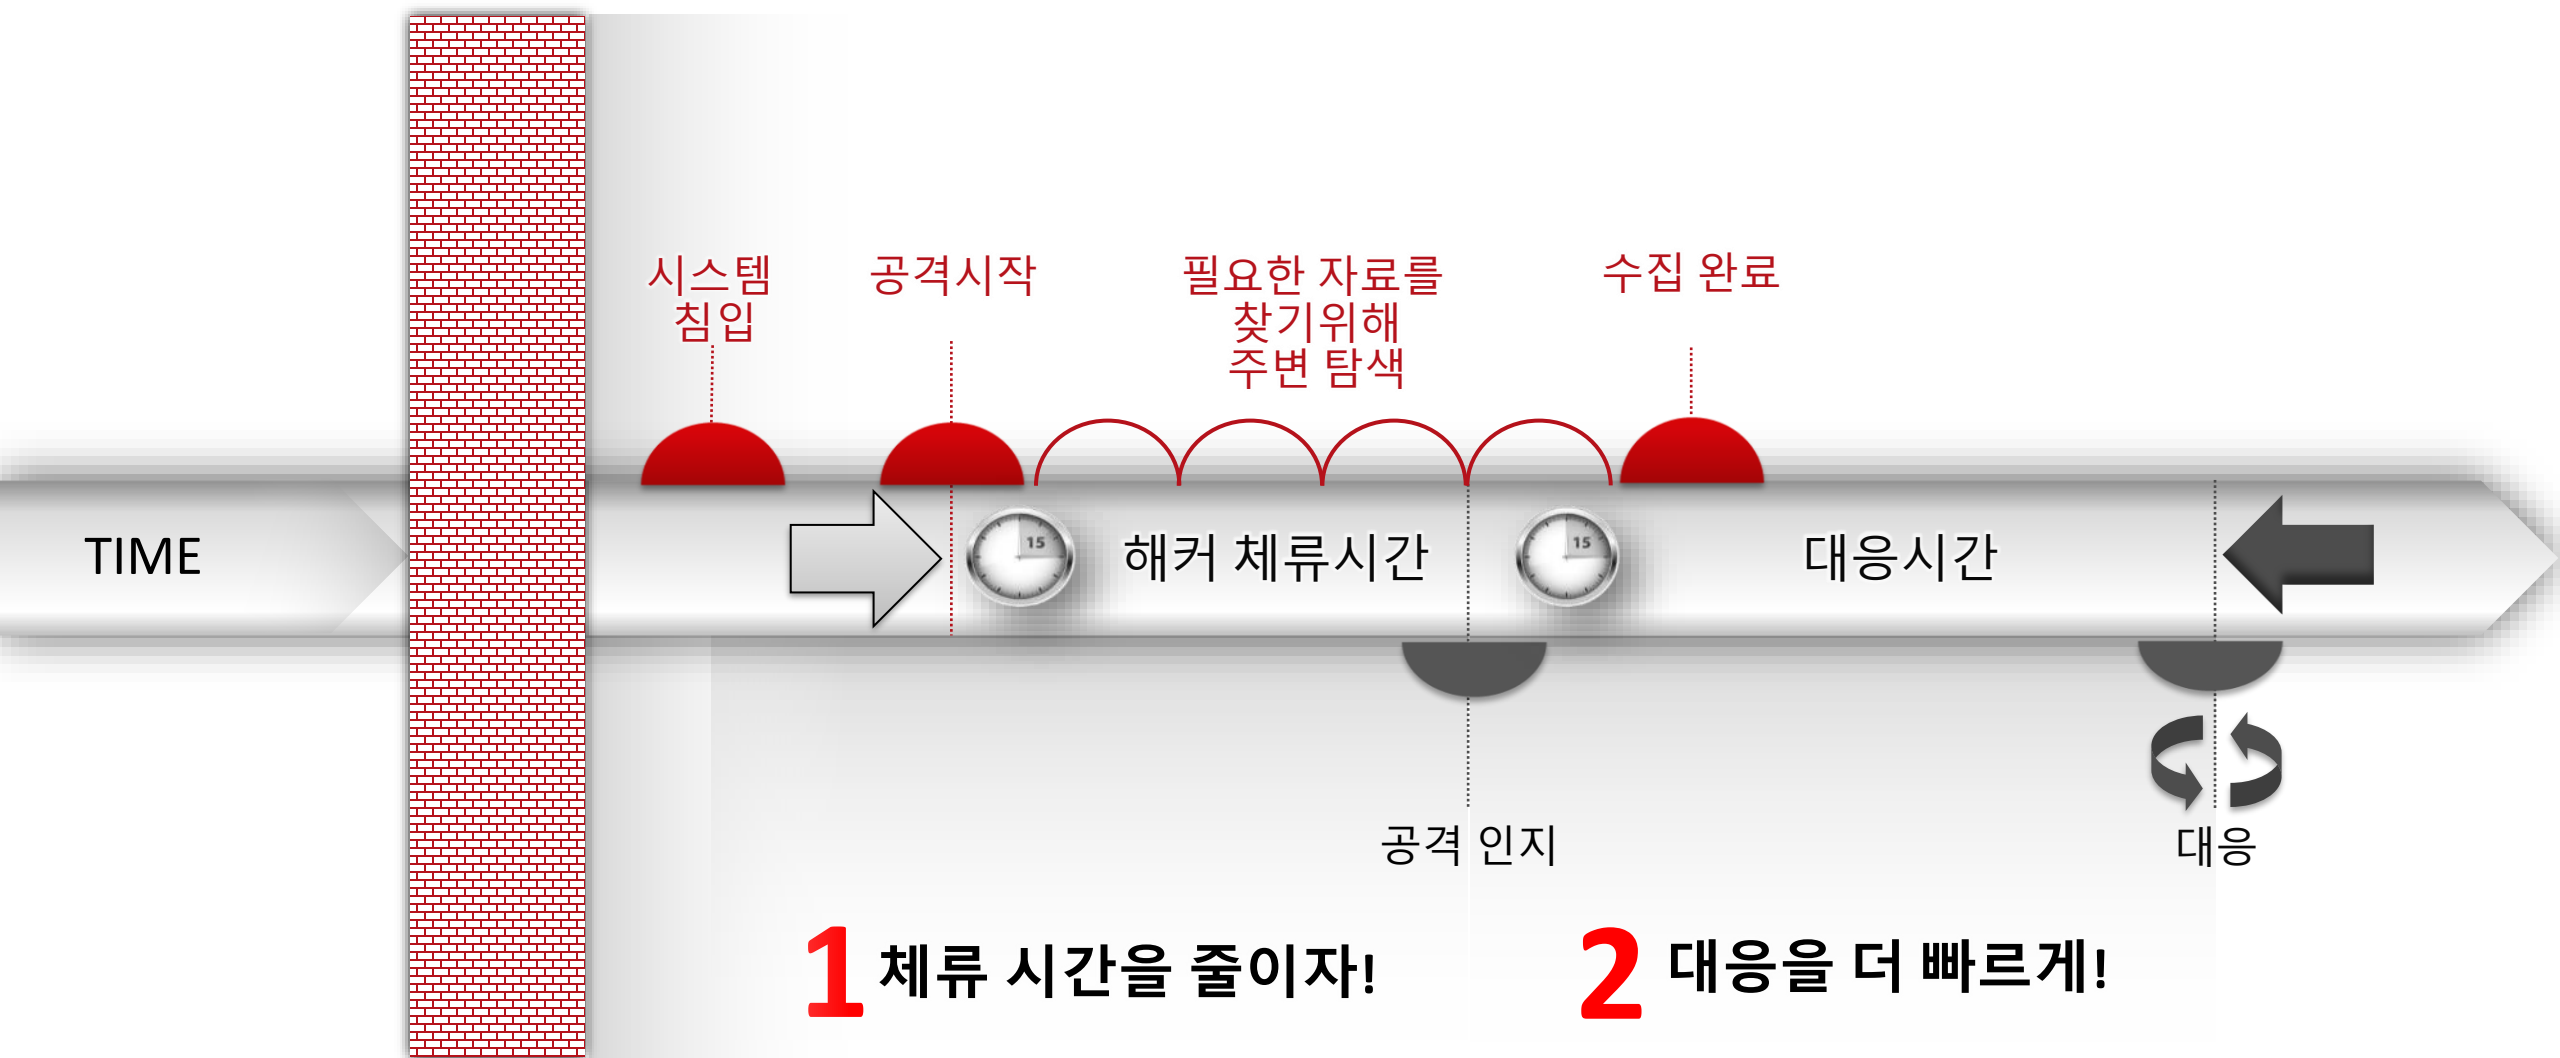 시스템
침입
공격시작
필요한 자료를
찾기위해
주변 탐색
수집 완료
TIME
15
해커 체류시간
15
대응시간
공격 인지
대응
1 체류 시간을 줄이자!
2 대응을 더 빠르게!